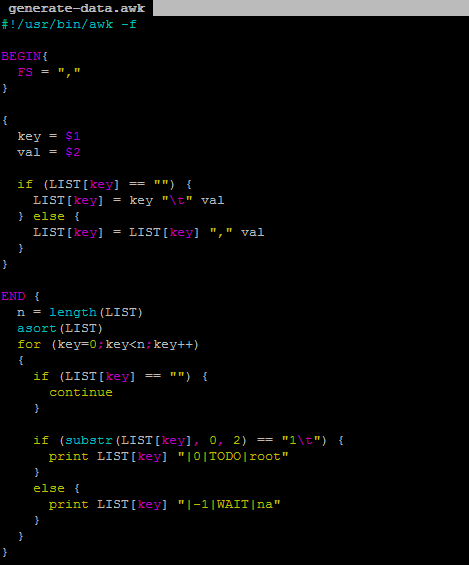 generate-data.awk
#!/usr/bin/awk -f
BEGIN{
  FS = ","
}
{
  key = $1
  val = $2
  if (LIST[key] == "") {
    LIST[key] = key "\t" val
  } else {
    LIST[key] = LIST[key] "," val
  }
}
END {
  n = length(LIST)
  asort(LIST)
  for (key=0;key<n;key++)
  {
    if (LIST[key] == "") {
      continue
    }
    if (substr(LIST[key], 0, 2) == "1\t") {
      print LIST[key] "|0|TODO|root"
    }
    else {
      print LIST[key] "|-1|WAIT|na"
    }
  }
}